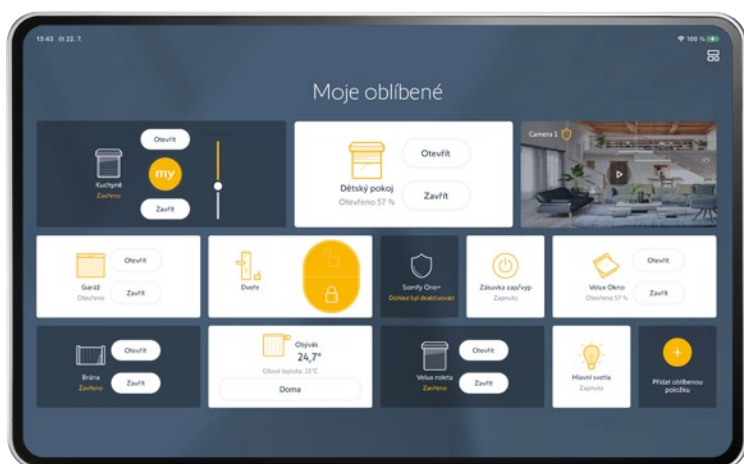 13:43 čt 22. 7.
100 %
Moje oblíbené
Kuchyně
Zavřeno
Otevřít
my
Zavřít
Dětský pokoj
Otevřeno 57 %
Otevřít
Zavřít
Camera 1
Garáž
Otevřeno
Otevřít
Zavřít
Dveře
Somfy One+
Dohled byl deaktivován
Zásuvka zap/vyp
Zapnuto
Velux Okno
Otevřeno 57 %
Otevřít
Zavřít
Brána
Zavřeno
Otevřít
Zavřít
Obývák
24,7°
Cílová teplota: 21°C
Doma
Velux roleta
Zavřeno
Otevřít
Zavřít
Hlavní světla
Zapnuto
Přidat oblíbenou
položku